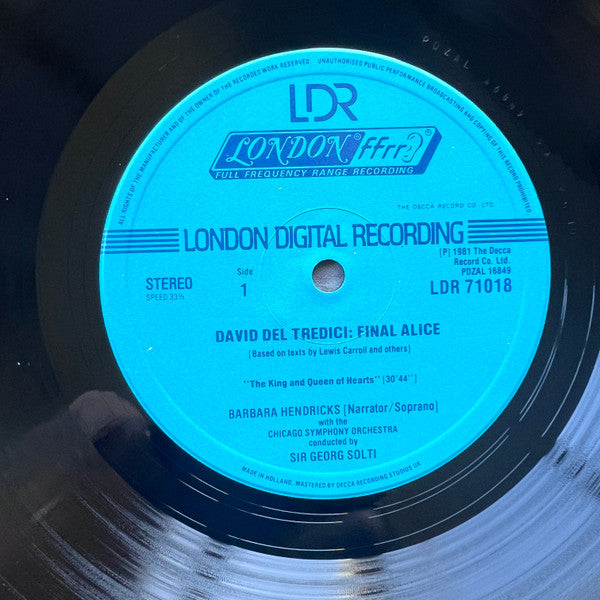 ALL RIGHTS OF THE MANUFACTURER AND OF THE OWNER OF THE RECORDED WORK RESERVED. UNAUTHORISED PUBLIC PERFORMANCE BROADCASTING AND COPYING OF THIS RECORD PROHIBITED.
LDR
LONDON® ffrr®
FULL FREQUENCY RANGE RECORDING
THE DECCA RECORD CO. LTD.
LONDON DIGITAL RECORDING
STEREO
SPEED 33⅓
Side
1
[P] 1981 The Decca
Record Co. Ltd.
PDZAL 16849
LDR 71018
DAVID DEL TREDICI: FINAL ALICE
[Based on texts by Lewis Carroll and others]
"The King and Queen of Hearts" [30'44"]
BARBARA HENDRICKS [Narrator/Soprano]
with the
CHICAGO SYMPHONY ORCHESTRA
conducted by
SIR GEORG SOLTI
MADE IN HOLLAND. MASTERED BY DECCA RECORDING STUDIOS UK.